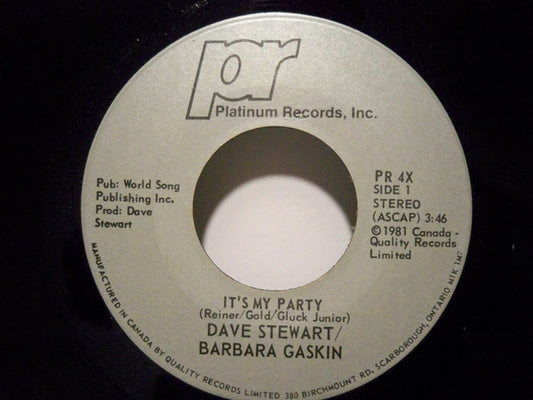 pr
Platinum Records, Inc.
Pub: World Song
Publishing Inc.
Prod: Dave
Stewart
PR 4X
SIDE 1
STEREO
(ASCAP) 3:46
©1981 Canada -
Quality Records
Limited
IT'S MY PARTY
(Reiner/Gold/Gluck Junior)
DAVE STEWART/
BARBARA GASKIN
MANUFACTURED IN CANADA BY QUALITY RECORDS LIMITED 380 BIRCHMOUNT RD. SCARBOROUGH, ONTARIO M1K 1M7